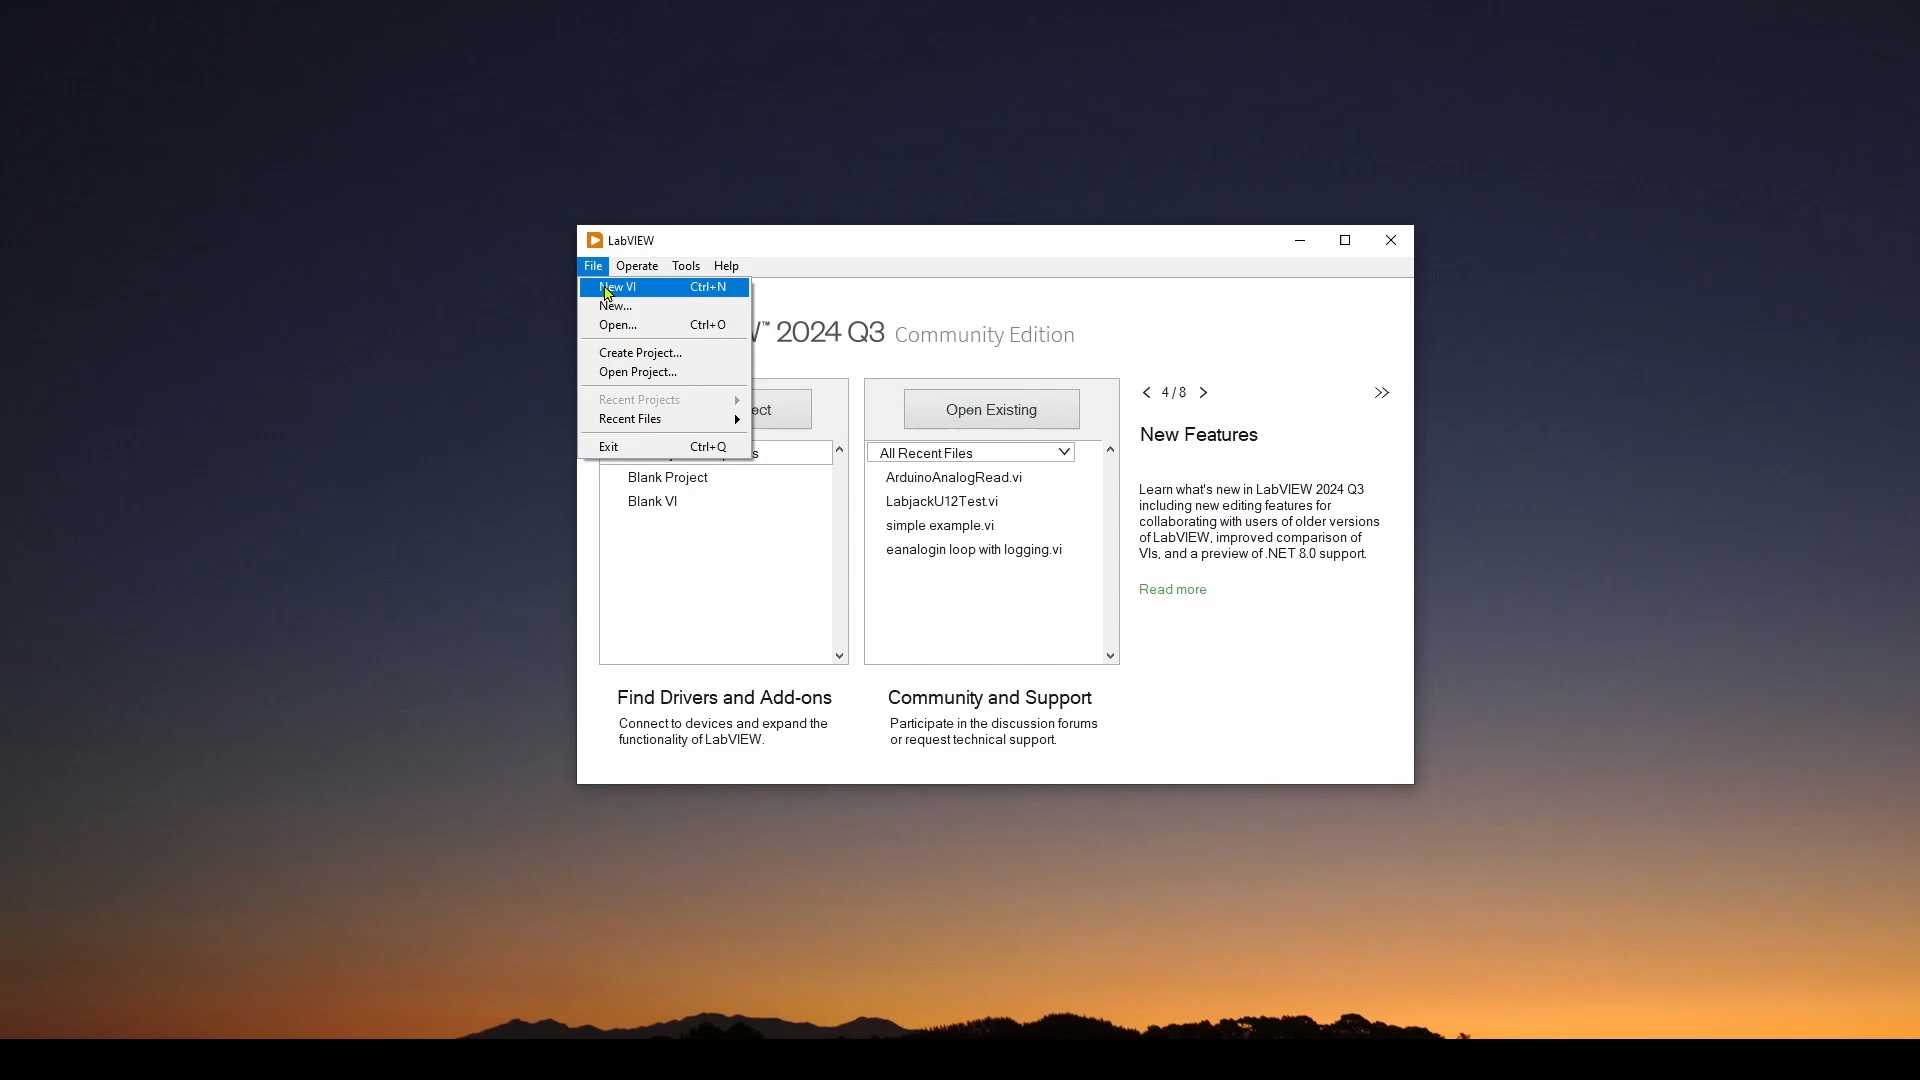 LabVIEW
File Operate Tools Help
New VI Ctrl+N
New...
Open... Ctrl+O
Create Project...
Open Project...
Recent Projects
Recent Files
Exit Ctrl+Q
2024 Q3 Community Edition
Open Existing
All Recent Files
ArduinoAnalogRead.vi
LabjackU12Test.vi
simple example.vi
eanalogin loop with logging.vi
Blank Project
Blank VI
4/8
New Features
Learn what's new in LabVIEW 2024 Q3
including new editing features for
collaborating with users of older versions
of LabVIEW, improved comparison of
VIs, and a preview of .NET 8.0 support.
Read more
Find Drivers and Add-ons
Connect to devices and expand the
functionality of LabVIEW.
Community and Support
Participate in the discussion forums
or request technical support.